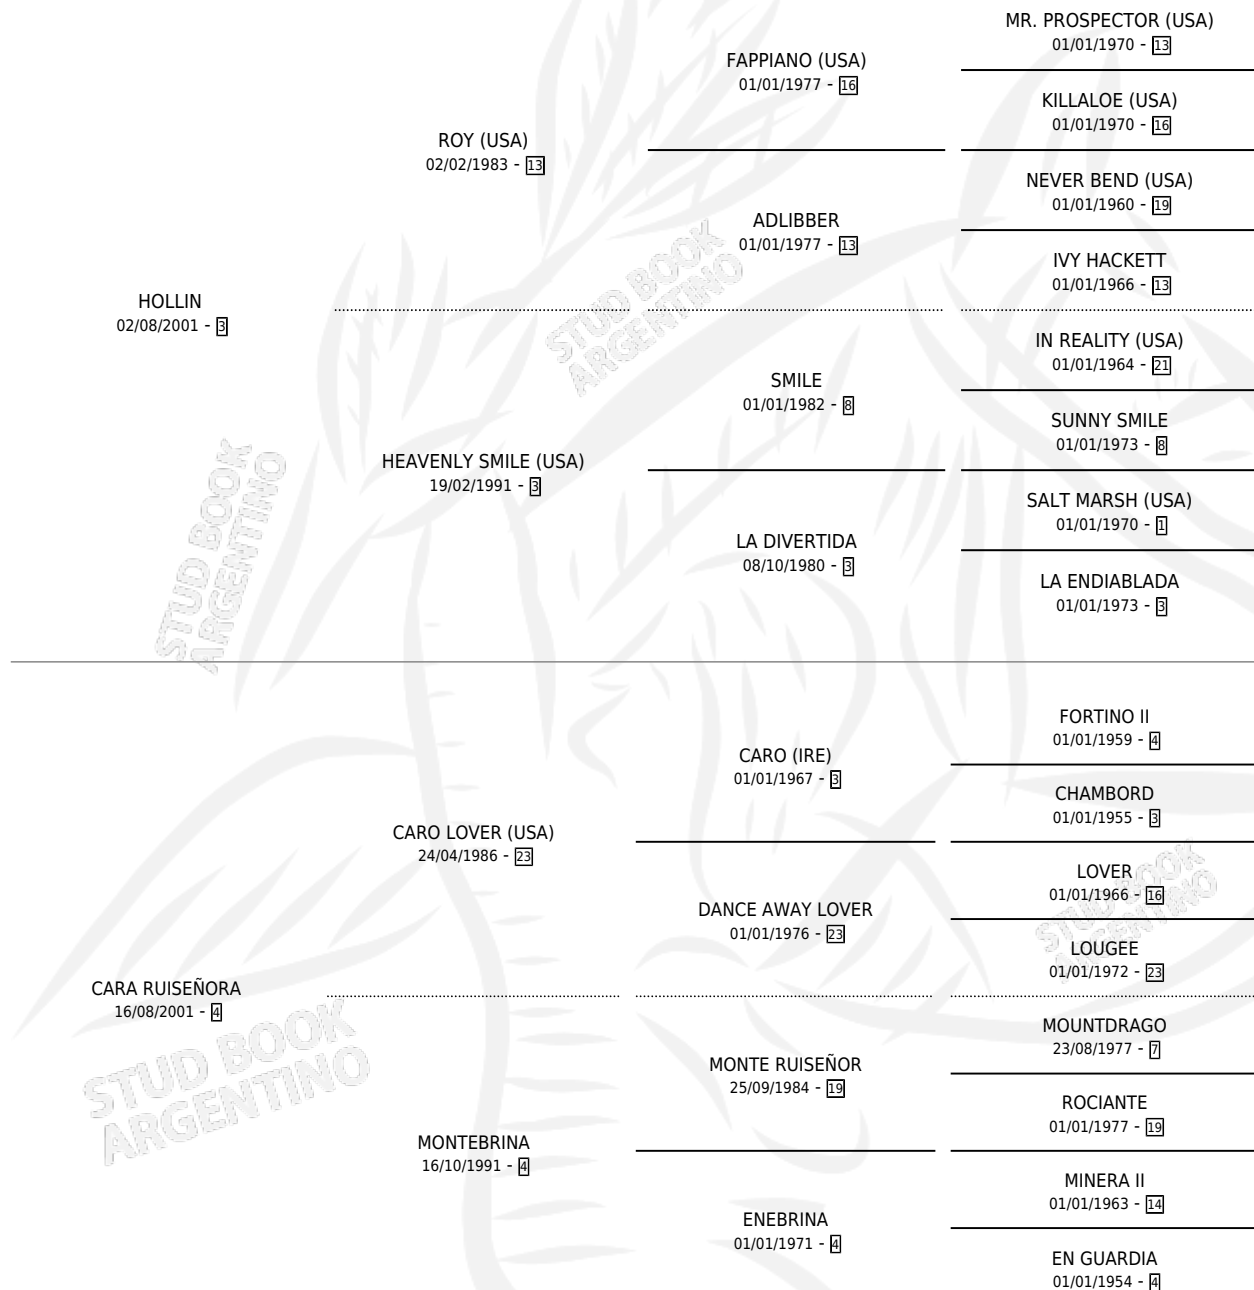 MR. PROSPECTOR (USA)
01/01/1970 - 13
FAPPIANO (USA)
01/01/1977 - 16
KILLALOE (USA)
01/01/1970 - 16
ROY (USA)
02/02/1983 - 13
NEVER BEND (USA)
01/01/1960 - 19
ADLIBBER
01/01/1977 - 13
IVY HACKETT
01/01/1966 - 13
HOLLIN
02/08/2001 - 3
IN REALITY (USA)
01/01/1964 - 21
SMILE
01/01/1982 - 8
SUNNY SMILE
01/01/1973 - 8
HEAVENLY SMILE (USA)
19/02/1991 - 3
SALT MARSH (USA)
01/01/1970 - 1
LA DIVERTIDA
08/10/1980 - 3
LA ENDIABLADA
01/01/1973 - 3
STUD BOOK
ARGENTINO
STUD BOOK
ARGENTINO
FORTINO II
01/01/1959 - 4
CARO (IRE)
01/01/1967 - 3
CHAMBORD
01/01/1955 - 3
CARO LOVER (USA)
24/04/1986 - 23
LOVER
01/01/1966 - 16
DANCE AWAY LOVER
01/01/1976 - 23
LOUGEE
01/01/1972 - 23
CARA RUISEÑORA
16/08/2001 - 4
MOUNTDRAGO
23/08/1977 - 7
MONTE RUISEÑOR
25/09/1984 - 19
ROCIANTE
01/01/1977 - 19
MONTEBRINA
16/10/1991 - 4
MINERA II
01/01/1963 - 14
ENEBRINA
01/01/1971 - 4
EN GUARDIA
01/01/1954 - 4
STUD BOOK
ARGENTINO
STUD BOOK
ARGENTINO